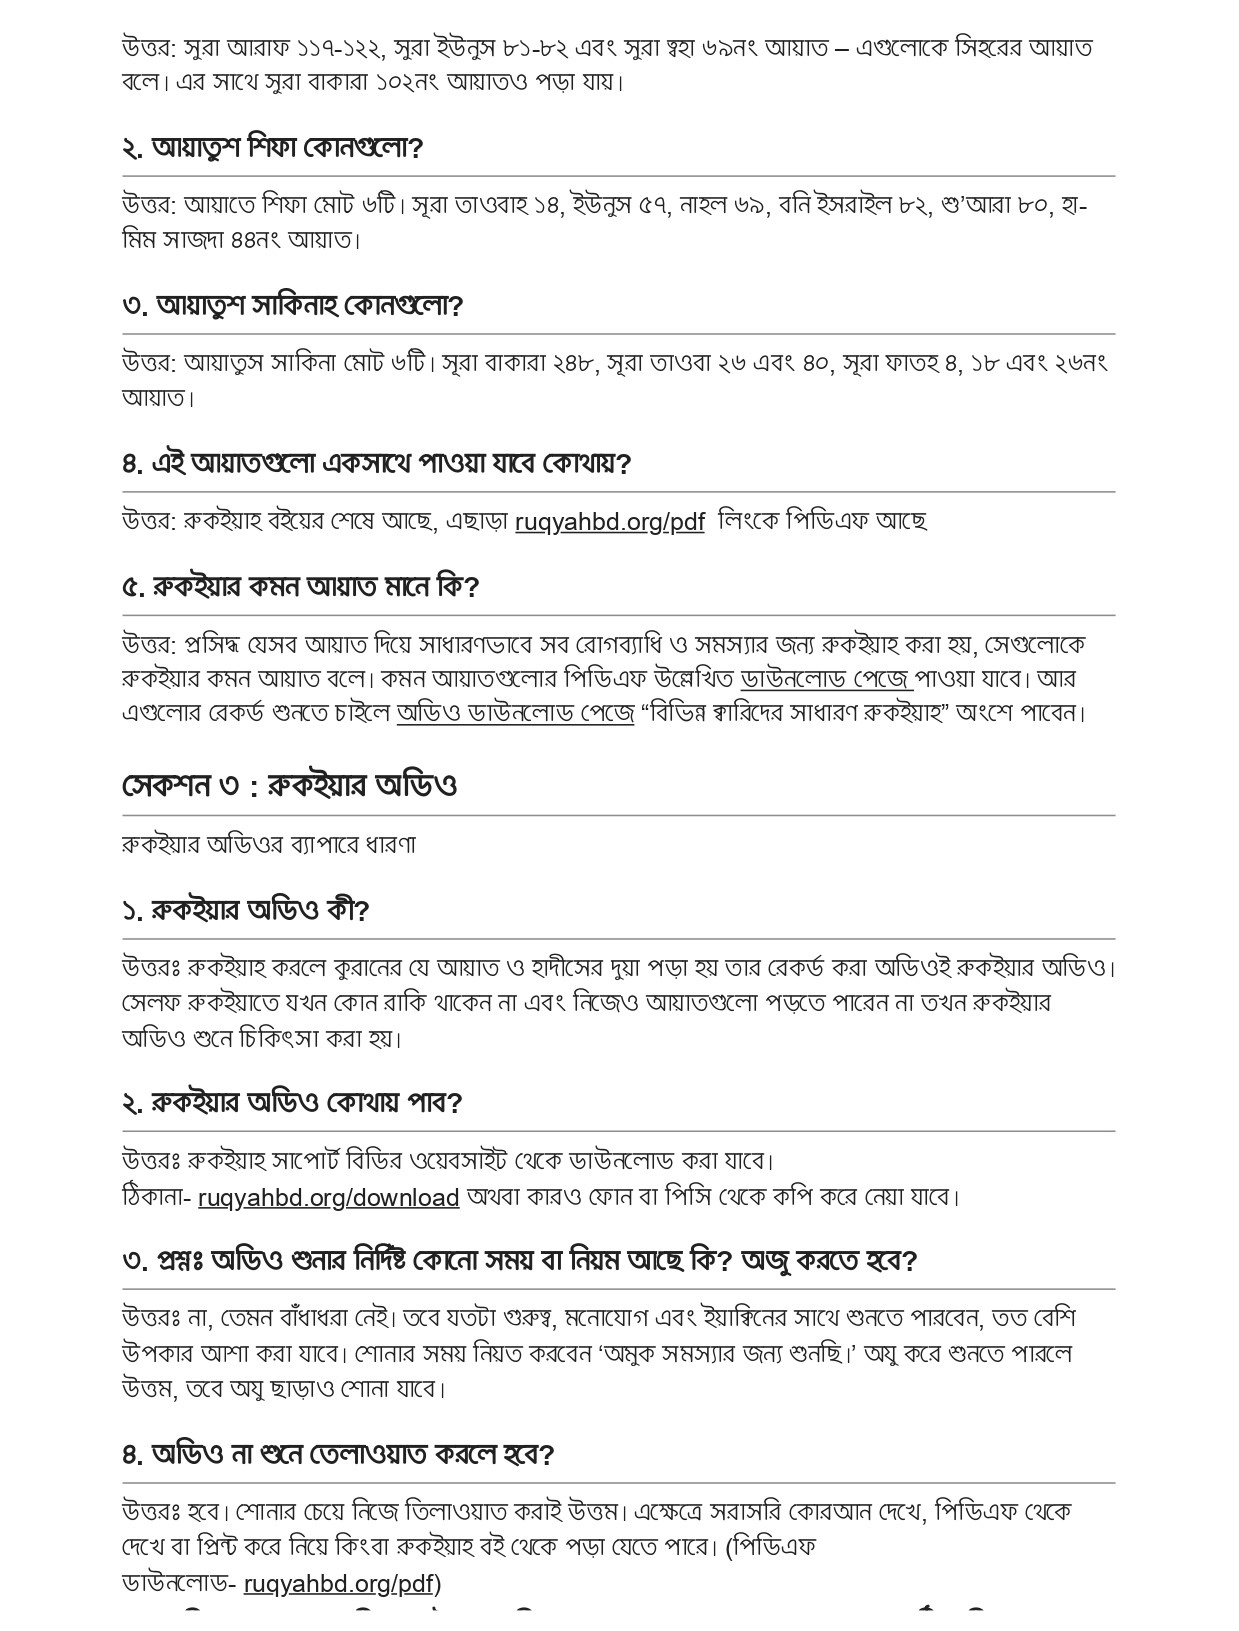 উত্তর: সুরা আরাফ ১১৭-১২২, সুরা ইউনুস ৮১-৮২ এবং সুরা ত্বহা ৬৯নং আয়াত – এগুলোকে সিহরের আয়াত
বলে। এর সাথে সুরা বাকারা ১০২নং আয়াতও পড়া যায়।
২. আয়াতুশ শিফা কোনগুলো?
উত্তর: আয়াতে শিফা মোট ৬টি। সূরা তাওবাহ ১৪, ইউনুস ৫৭, নাহল ৬৯, বনি ইসরাইল ৮২, শু’আরা ৮০, হা-
মিম সাজদা ৪৪নং আয়াত।
৩. আয়াতুশ সাকিনাহ কোনগুলো?
উত্তর: আয়াতুস সাকিনা মোট ৬টি। সূরা বাকারা ২৪৮, সূরা তাওবা ২৬ এবং ৪০, সূরা ফাতহ ৪, ১৮ এবং ২৬নং
আয়াত।
৪. এই আয়াতগুলো একসাথে পাওয়া যাবে কোথায়?
উত্তর: রুকইয়াহ বইয়ের শেষে আছে, এছাড়া ruqyahbd.org/pdf লিংকে পিডিএফ আছে
৫. রুকইয়ার কমন আয়াত মানে কি?
উত্তর: প্রসিদ্ধ যেসব আয়াত দিয়ে সাধারণভাবে সব রোগব্যাধি ও সমস্যার জন্য রুকইয়াহ করা হয়, সেগুলোকে
রুকইয়ার কমন আয়াত বলে। কমন আয়াতগুলোর পিডিএফ উল্লেখিত ডাউনলোড পেজে পাওয়া যাবে। আর
এগুলোর রেকর্ড শুনতে চাইলে অডিও ডাউনলোড পেজে “বিভিন্ন ক্বারিদের সাধারণ রুকইয়াহ” অংশে পাবেন।
সেকশন ৩ : রুকইয়ার অডিও
রুকইয়ার অডিওর ব্যাপারে ধারণা
১. রুকইয়ার অডিও কী?
উত্তরঃ রুকইয়াহ করলে কুরানের যে আয়াত ও হাদীসের দুয়া পড়া হয় তার রেকর্ড করা অডিওই রুকইয়ার অডিও।
সেলফ রুকইয়াতে যখন কোন রাকি থাকেন না এবং নিজেও আয়াতগুলো পড়তে পারেন না তখন রুকইয়ার
অডিও শুনে চিকিৎসা করা হয়।
২. রুকইয়ার অডিও কোথায় পাব?
উত্তরঃ রুকইয়াহ সাপোর্ট বিডির ওয়েবসাইট থেকে ডাউনলোড করা যাবে।
ঠিকানা- ruqyahbd.org/download অথবা কারও ফোন বা পিসি থেকে কপি করে নেয়া যাবে।
৩. প্রশ্নঃ অডিও শুনার নির্দিষ্ট কোনো সময় বা নিয়ম আছে কি? অজু করতে হবে?
উত্তরঃ না, তেমন বাঁধাধরা নেই। তবে যতটা গুরুত্ব, মনোযোগ এবং ইয়াক্বিনের সাথে শুনতে পারবেন, তত বেশি
উপকার আশা করা যাবে। শোনার সময় নিয়ত করবেন ‘অমুক সমস্যার জন্য শুনছি।’ অযু করে শুনতে পারলে
উত্তম, তবে অযু ছাড়াও শোনা যাবে।
৪. অডিও না শুনে তেলাওয়াত করলে হবে?
উত্তরঃ হবে। শোনার চেয়ে নিজে তিলাওয়াত করাই উত্তম। এক্ষেত্রে সরাসরি কোরআন দেখে, পিডিএফ থেকে
দেখে বা প্রিন্ট করে নিয়ে কিংবা রুকইয়াহ বই থেকে পড়া যেতে পারে। (পিডিএফ
ডাউনলোড- ruqyahbd.org/pdf)